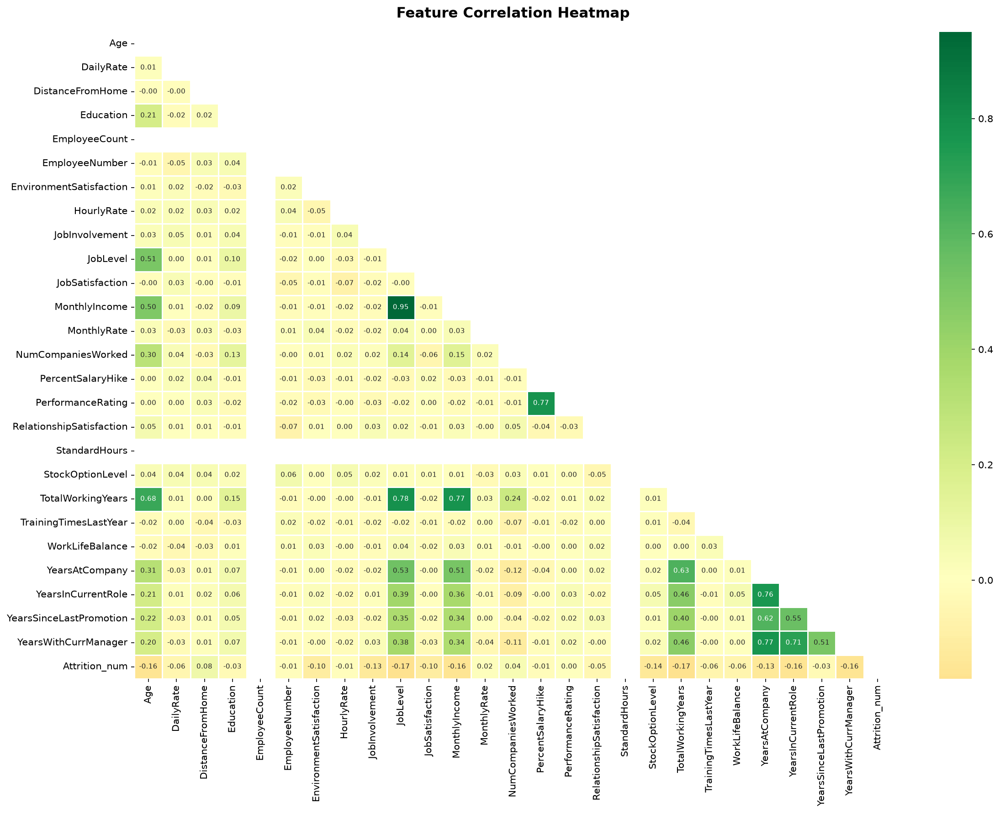 Feature Correlation Heatmap
Age
DailyRate 0.01
DistanceFromHome -0.00 -0.00
Education 0.21 -0.02 0.02
EmployeeCount
EmployeeNumber -0.01 -0.05 0.03 0.04
EnvironmentSatisfaction 0.01 0.02 -0.02 -0.03 0.02
HourlyRate 0.02 0.02 0.03 0.02 0.04 -0.05
JobInvolvement 0.03 0.05 0.01 0.04 -0.01 -0.01 0.04
JobLevel 0.51 0.00 0.01 0.10 -0.02 0.00 -0.03 -0.01
JobSatisfaction -0.00 0.03 -0.00 -0.01 -0.05 -0.01 -0.07 -0.02 -0.00
MonthlyIncome 0.50 0.01 -0.02 0.09 -0.01 -0.01 -0.02 -0.02 0.95 -0.01
MonthlyRate 0.03 -0.03 0.03 -0.03 0.01 0.04 -0.02 -0.02 0.04 0.00 0.03
NumCompaniesWorked 0.30 0.04 -0.03 0.13 -0.00 0.01 0.02 0.02 0.14 -0.06 0.15 0.02
PercentSalaryHike 0.00 0.02 0.04 -0.01 -0.01 -0.03 -0.01 -0.02 -0.03 0.02 -0.03 -0.01 -0.01
PerformanceRating 0.00 0.00 0.03 -0.02 -0.02 -0.03 -0.00 -0.03 -0.02 0.00 -0.02 -0.01 -0.01 0.77
RelationshipSatisfaction 0.05 0.01 0.01 -0.01 -0.07 0.01 0.00 0.03 0.02 -0.01 0.03 -0.00 0.05 -0.04 -0.03
StandardHours
StockOptionLevel 0.04 0.04 0.04 0.02 0.06 0.00 0.05 0.02 0.01 0.01 0.01 -0.03 0.03 0.01 0.00 -0.05
TotalWorkingYears 0.68 0.01 0.00 0.15 -0.01 -0.00 -0.00 -0.01 0.78 -0.02 0.77 0.03 0.24 -0.02 0.01 0.02 0.01
TrainingTimesLastYear -0.02 0.00 -0.04 -0.03 0.02 -0.02 -0.01 -0.02 -0.02 -0.01 -0.02 0.00 -0.07 -0.01 -0.02 0.00 0.01 -0.04
WorkLifeBalance -0.02 -0.04 -0.03 0.01 0.01 0.03 -0.00 -0.01 0.04 -0.02 0.03 0.01 -0.01 -0.00 0.00 0.02 0.00 0.00 0.03
YearsAtCompany 0.31 -0.03 0.01 0.07 -0.01 0.00 -0.02 -0.02 0.53 -0.00 0.51 -0.02 -0.12 -0.04 0.00 0.02 0.02 0.63 0.00 0.01
YearsInCurrentRole 0.21 0.01 0.02 0.06 -0.01 0.02 -0.02 0.01 0.39 -0.00 0.36 -0.01 -0.09 -0.00 0.03 -0.02 0.05 0.46 -0.01 0.05 0.76
YearsSinceLastPromotion 0.22 -0.03 0.01 0.05 -0.01 0.02 -0.03 -0.02 0.35 -0.02 0.34 0.00 -0.04 -0.02 0.02 0.03 0.01 0.40 -0.00 0.01 0.62 0.55
YearsWithCurrManager 0.20 -0.03 0.01 0.07 -0.01 -0.00 -0.02 0.03 0.38 -0.03 0.34 -0.04 -0.11 -0.01 0.02 -0.00 0.02 0.46 -0.00 0.00 0.77 0.71 0.51
Attrition_num -0.16 -0.06 0.08 -0.03 -0.01 -0.10 -0.01 -0.13 -0.17 -0.10 -0.16 0.02 0.04 -0.01 0.00 -0.05 -0.14 -0.17 -0.06 -0.06 -0.13 -0.16 -0.03 -0.16
Age
DailyRate
DistanceFromHome
Education
EmployeeCount
EmployeeNumber
EnvironmentSatisfaction
HourlyRate
JobInvolvement
JobLevel
JobSatisfaction
MonthlyIncome
MonthlyRate
NumCompaniesWorked
PercentSalaryHike
PerformanceRating
RelationshipSatisfaction
StandardHours
StockOptionLevel
TotalWorkingYears
TrainingTimesLastYear
WorkLifeBalance
YearsAtCompany
YearsInCurrentRole
YearsSinceLastPromotion
YearsWithCurrManager
Attrition_num
0.8
0.6
0.4
0.2
0.0